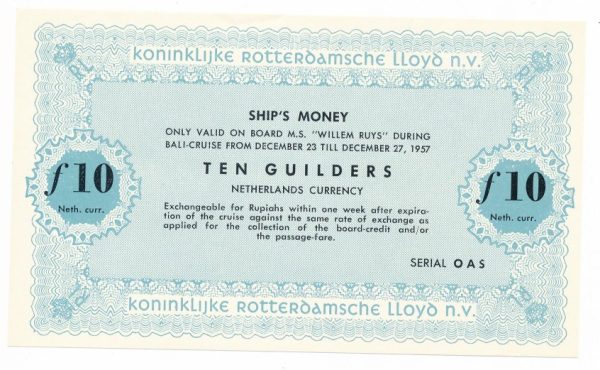 KONINKLIJKE ROTTERDAMSCHE LLOYD N.V.
SHIP'S MONEY
ONLY VALID ON BOARD M.S. "WILLEM RUYS" DURING
BALI-CRUISE FROM DECEMBER 23 TILL DECEMBER 27, 1957
TEN GUILDERS
NETHERLANDS CURRENCY
ƒ10
Neth. curr.
ƒ10
Neth. curr.
Exchangeable for Rupiahs within one week after expira-
tion of the cruise against the same rate of exchange as
applied for the collection of the board-credit and/or
the passage-fare.
SERIAL OAS
KONINKLIJKE ROTTERDAMSCHE LLOYD N.V.